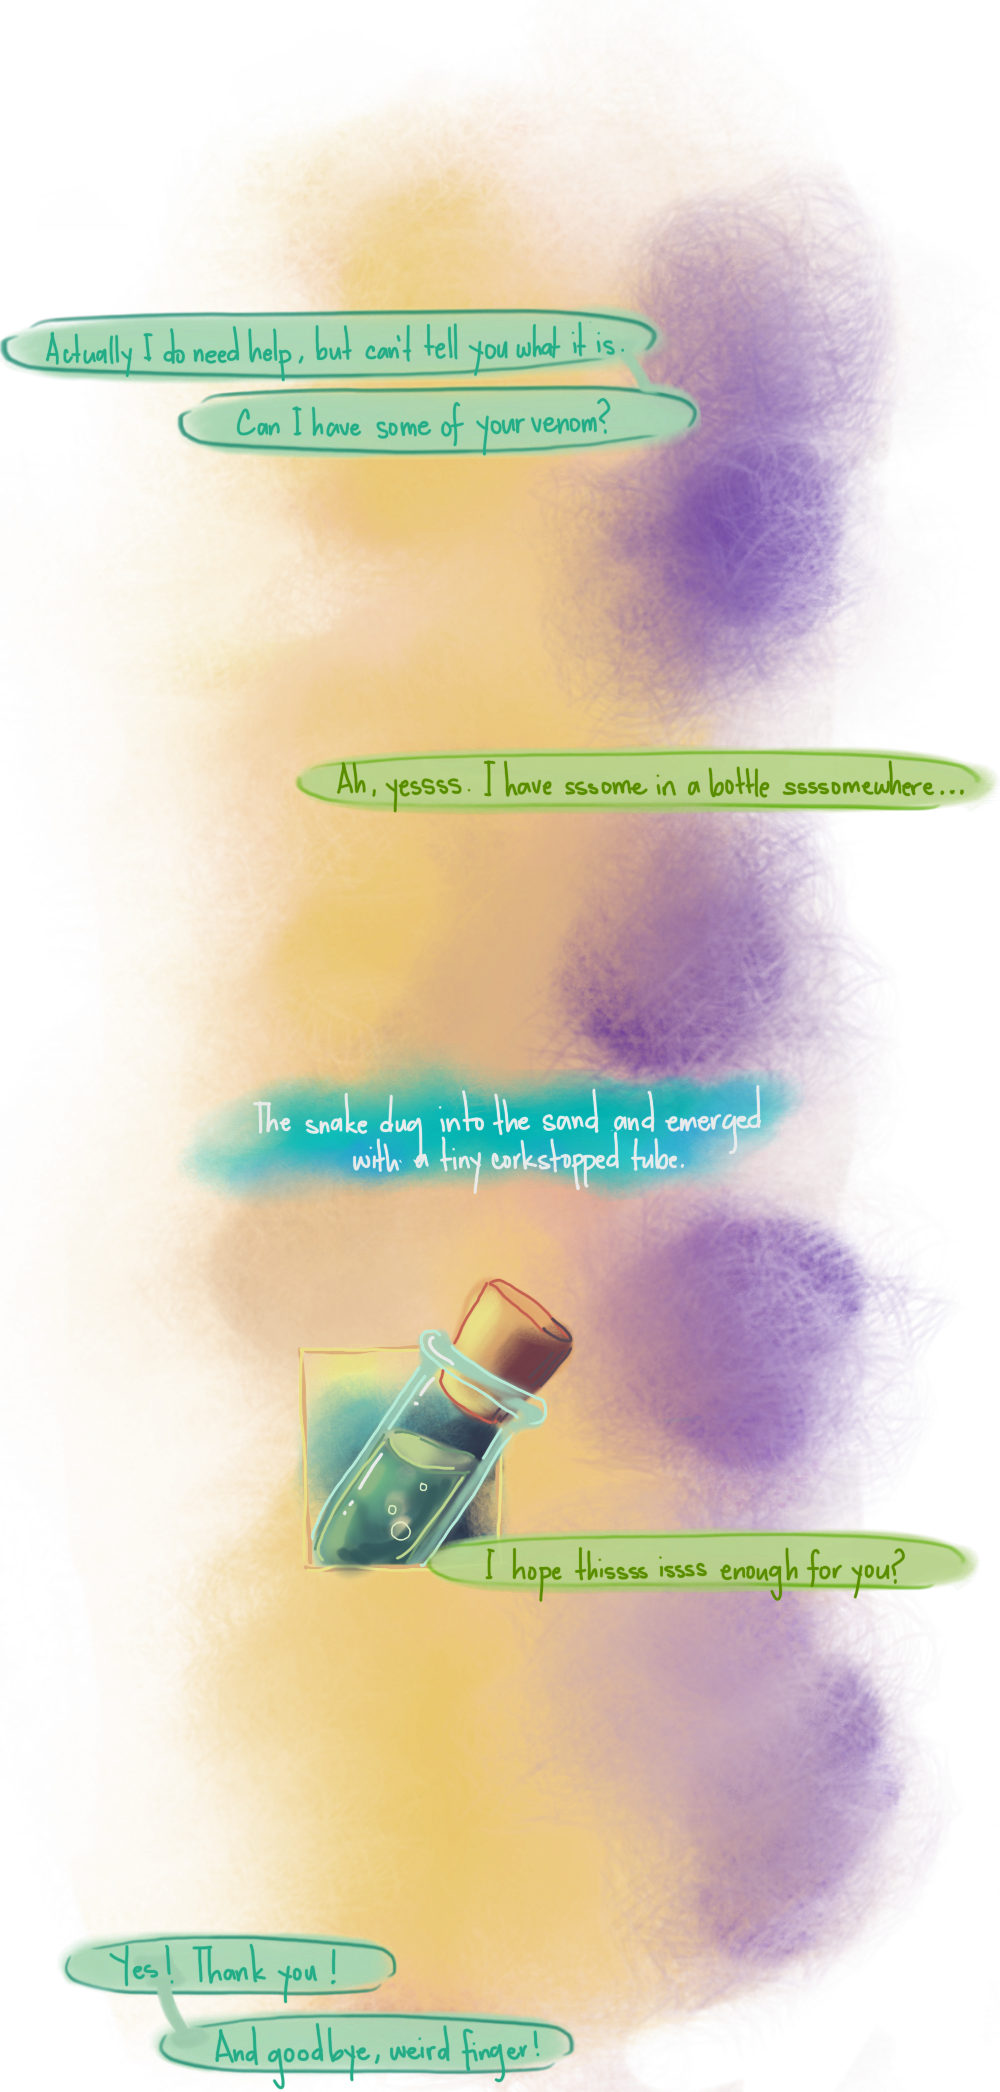 Actually I do need help, but can't tell you what it is.
Can I have some of your venom?
Ah, yessss. I have sssome in a bottle ssssomewhere...
The snake dug into the sand and emerged
with a tiny corkstopped tube.
I hope thissss issss enough for you?
Yes! Thank you!
And goodbye, weird finger!